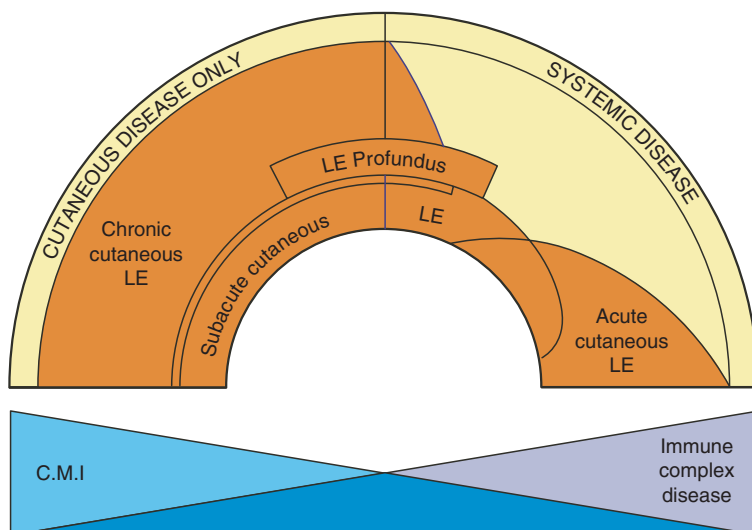 CUTANEOUS DISEASE ONLY
SYSTEMIC DISEASE
LE Profundus
Chronic
cutaneous
LE
Subacute cutaneous
LE
Acute
cutaneous
LE
C.M.I
Immune
complex
disease